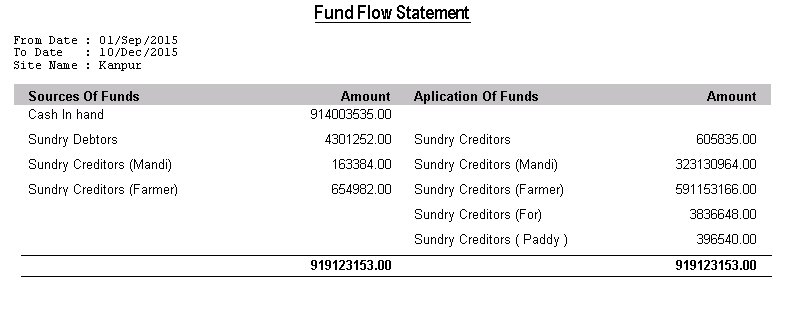 Fund Flow Statement
From Date : 01/Sep/2015
To Date : 10/Dec/2015
Site Name : Kanpur
Sources Of Funds Amount Aplication Of Funds Amount
Cash In hand 914003535.00
Sundry Debtors 4301252.00 Sundry Creditors 605835.00
Sundry Creditors (Mandi) 163384.00 Sundry Creditors (Mandi) 323130964.00
Sundry Creditors (Farmer) 654982.00 Sundry Creditors (Farmer) 591153166.00
Sundry Creditors (For) 3836648.00
Sundry Creditors ( Paddy ) 396540.00
919123153.00 919123153.00